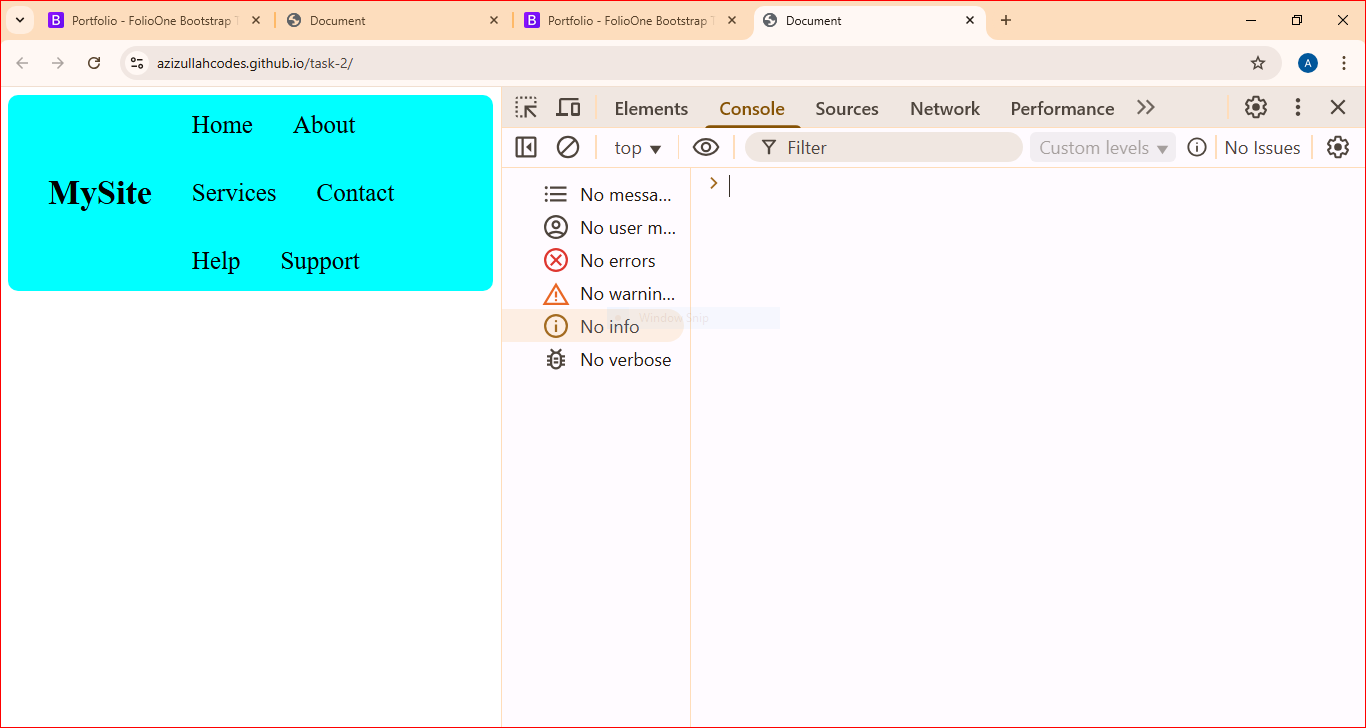 Portfolio - FolioOne Bootstrap T
Document
Portfolio - FolioOne Bootstrap T
Document
azizullahcodes.github.io/task-2/
A
Elements
Console
Sources
Network
Performance
top
Filter
Custom levels
No Issues
Home About
MySite
Services Contact
Help Support
No messa...
No user m...
No errors
No warnin...
No info
Window Snip
No verbose